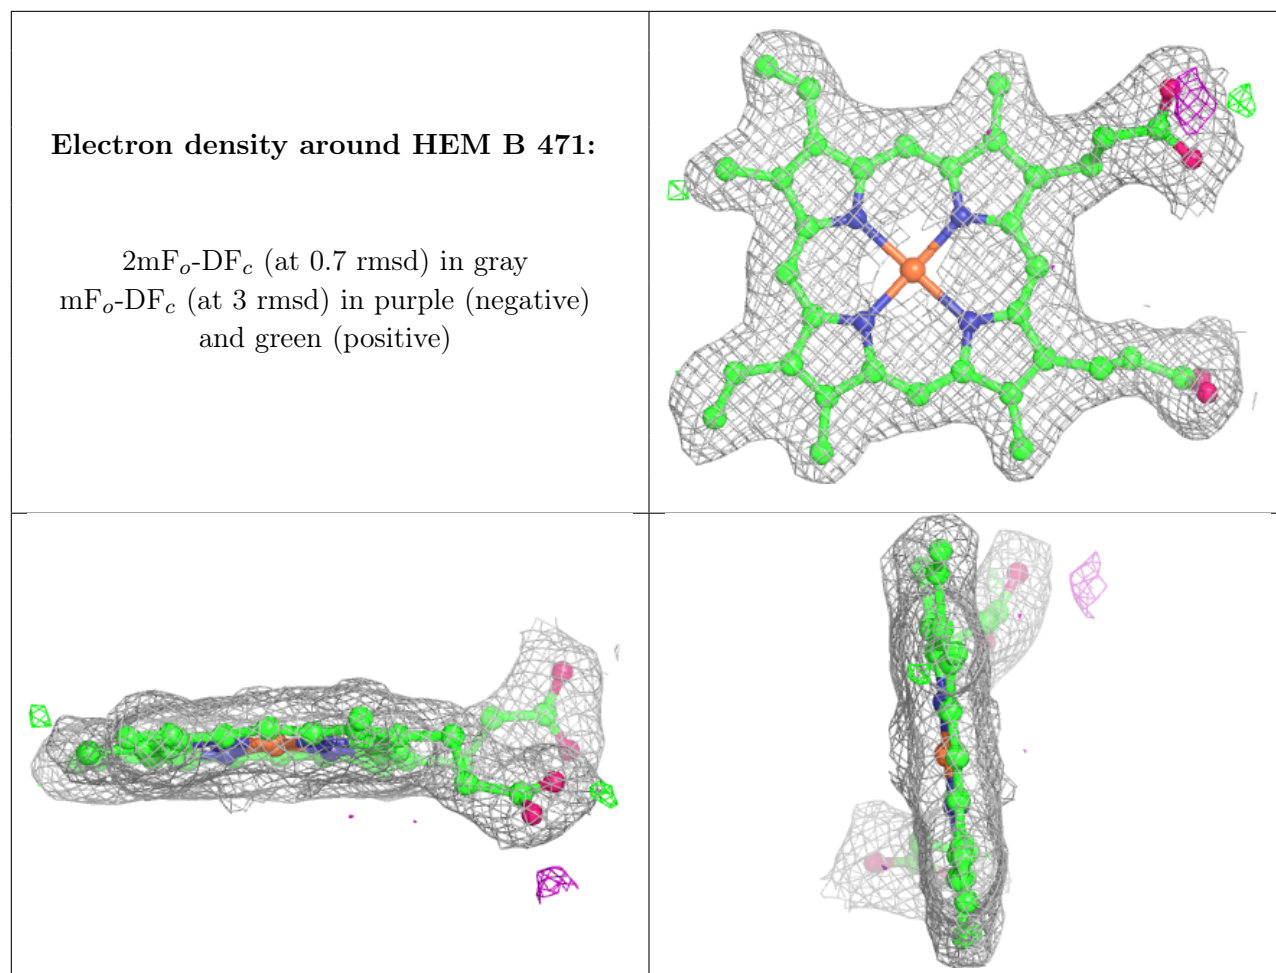 Electron density around HEM B 471:
2mFo-DFc (at 0.7 rmsd) in gray
mFo-DFc (at 3 rmsd) in purple (negative)
and green (positive)